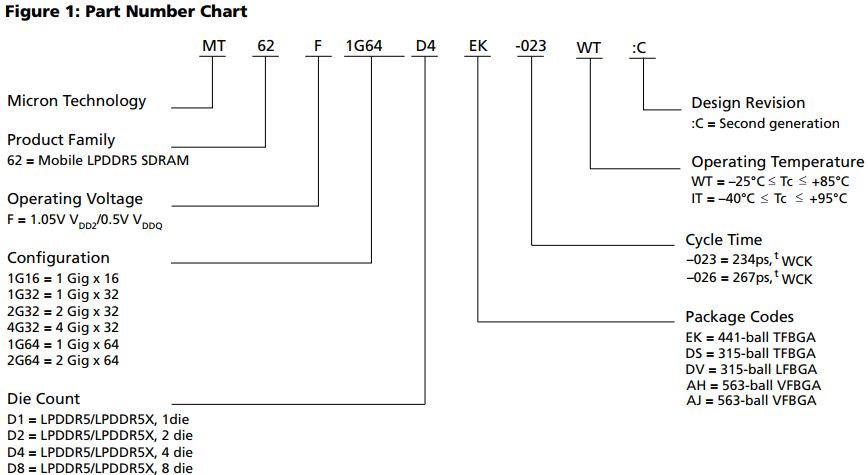 Figure 1: Part Number Chart
MT 62 F 1G64 D4 EK -023 WT :C
Micron Technology
Product Family
62 = Mobile LPDDR5 SDRAM
Operating Voltage
F = 1.05V VDD2/0.5V VDDQ
Configuration
1G16 = 1 Gig x 16
1G32 = 1 Gig x 32
2G32 = 2 Gig x 32
4G32 = 4 Gig x 32
1G64 = 1 Gig x 64
2G64 = 2 Gig x 64
Die Count
D1 = LPDDR5/LPDDR5X, 1die
D2 = LPDDR5/LPDDR5X, 2 die
D4 = LPDDR5/LPDDR5X, 4 die
D8 = LPDDR5/LPDDR5X, 8 die
Design Revision
:C = Second generation
Operating Temperature
WT = –25°C ≤ Tc ≤ +85°C
IT = –40°C ≤ Tc ≤ +95°C
Cycle Time
–023 = 234ps, tWCK
–026 = 267ps, tWCK
Package Codes
EK = 441-ball TFBGA
DS = 315-ball TFBGA
DV = 315-ball LFBGA
AH = 563-ball VFBGA
AJ = 563-ball VFBGA